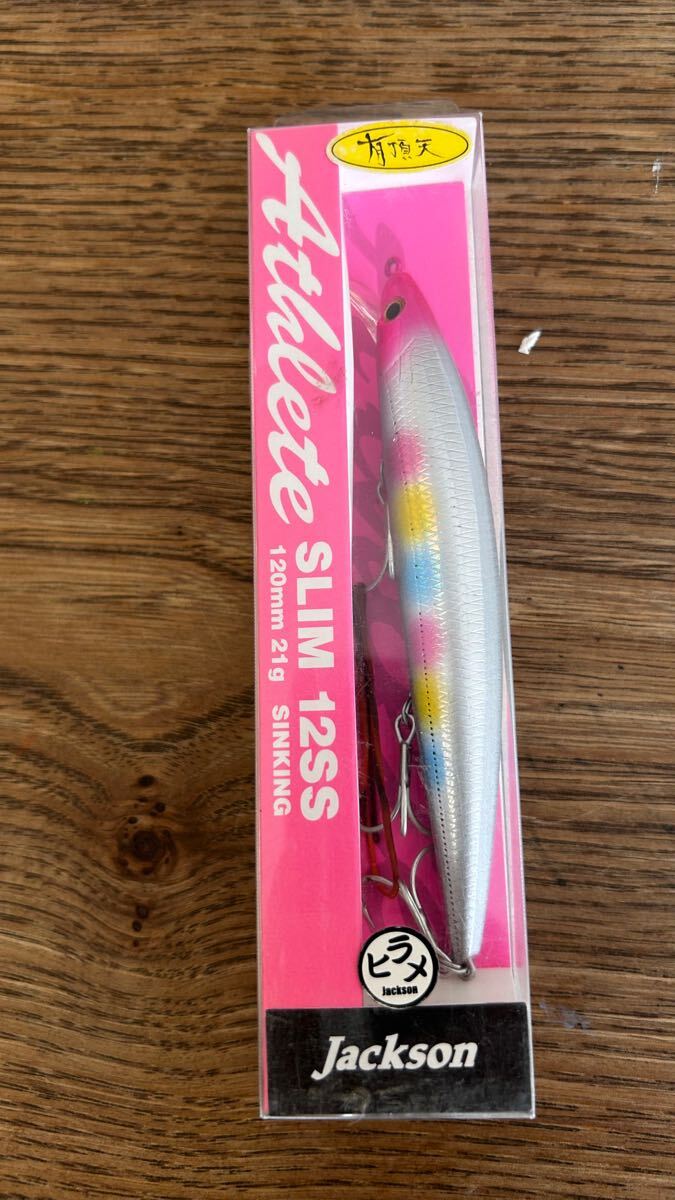 有頂天
Athlete
SLIM 12SS
120mm 21g SINKING
ヒラメ
Jackson
Jackson